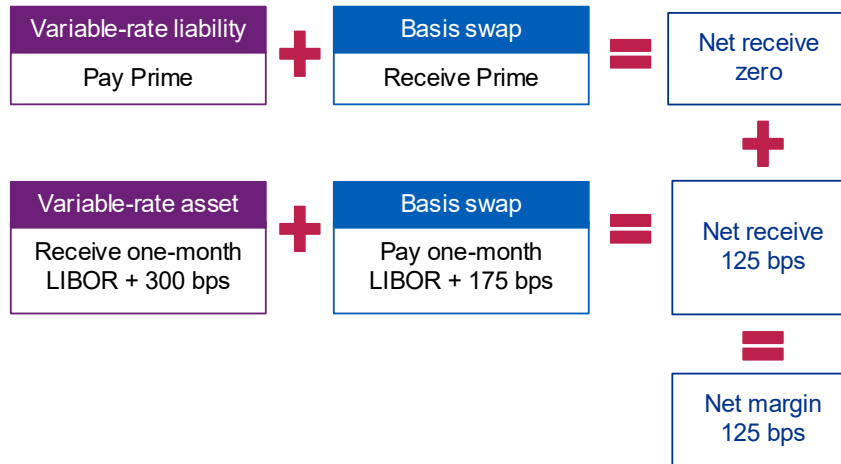 Variable-rate liability
Pay Prime
+
Basis swap
Receive Prime
=
Net receive
zero
+
Variable-rate asset
Receive one-month
LIBOR + 300 bps
+
Basis swap
Pay one-month
LIBOR + 175 bps
=
Net receive
125 bps
=
Net margin
125 bps